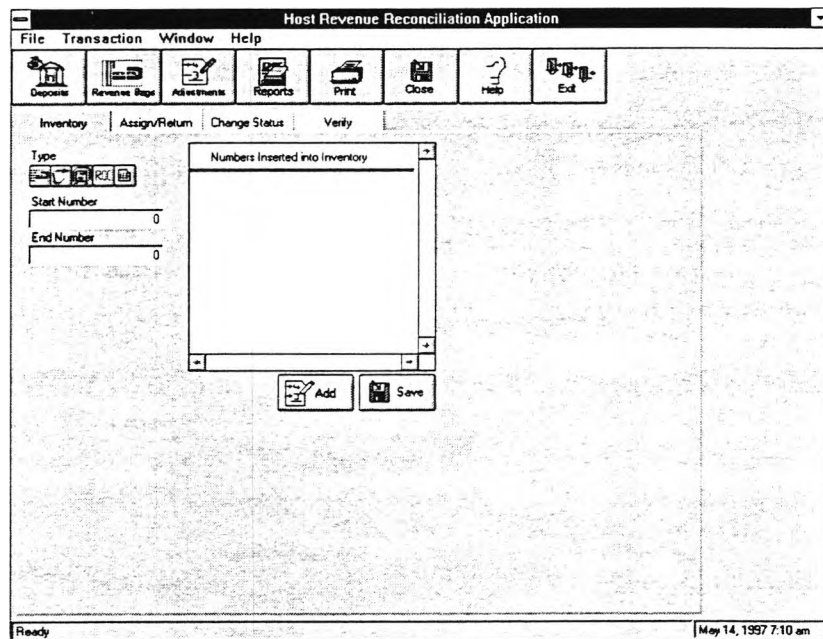 Host Revenue Reconciliation Application
File Transaction Window Help
Deposits Revenue Bags Adjustments Reports Print Close Help Exit
Inventory Assign/Return Change Status Verify
Type
Numbers Inserted into Inventory
Start Number
0
End Number
0
Add Save
Ready May 14, 1997 7:10 am